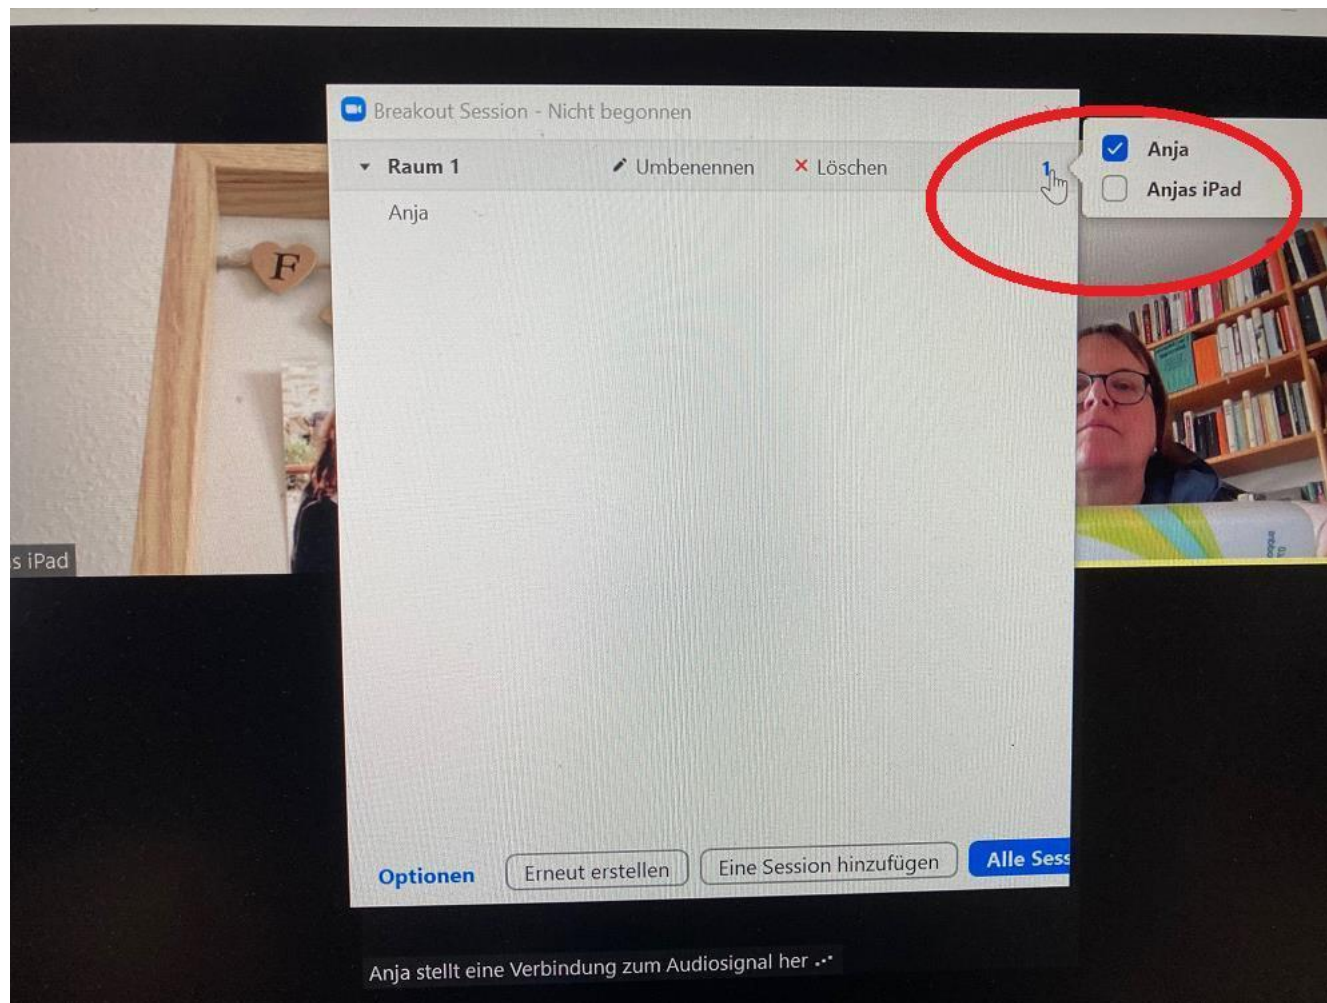 Breakout Session - Nicht begonnen
Raum 1
Umbenennen
Löschen
1
Anja
Anjas iPad
Anja
F
s iPad
Optionen
Erneut erstellen
Eine Session hinzufügen
Alle Sess
Anja stellt eine Verbindung zum Audiosignal her